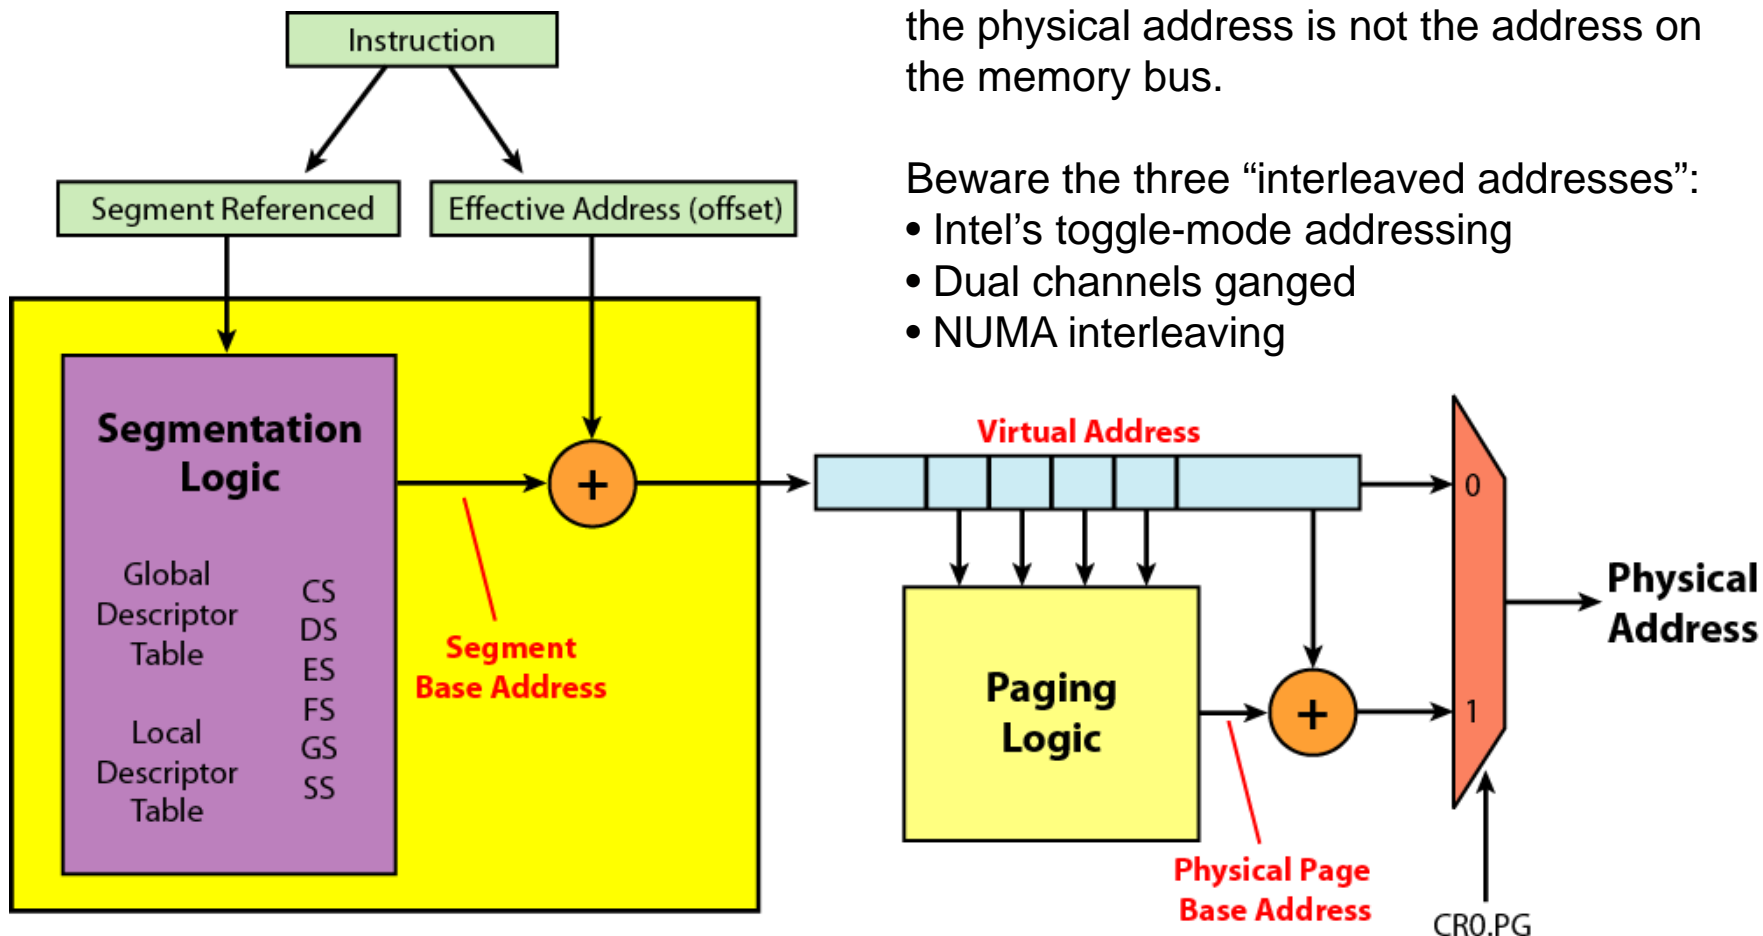 the physical address is not the address on
the memory bus.
Beware the three “interleaved addresses”:
• Intel’s toggle-mode addressing
• Dual channels ganged
• NUMA interleaving
Instruction
Segment Referenced
Effective Address (offset)
Segmentation
Logic
Global
Descriptor
Table
Local
Descriptor
Table
CS
DS
ES
FS
GS
SS
+
Segment
Base Address
Virtual Address
Paging
Logic
+
Physical Page
Base Address
0
1
CR0.PG
Physical
Address